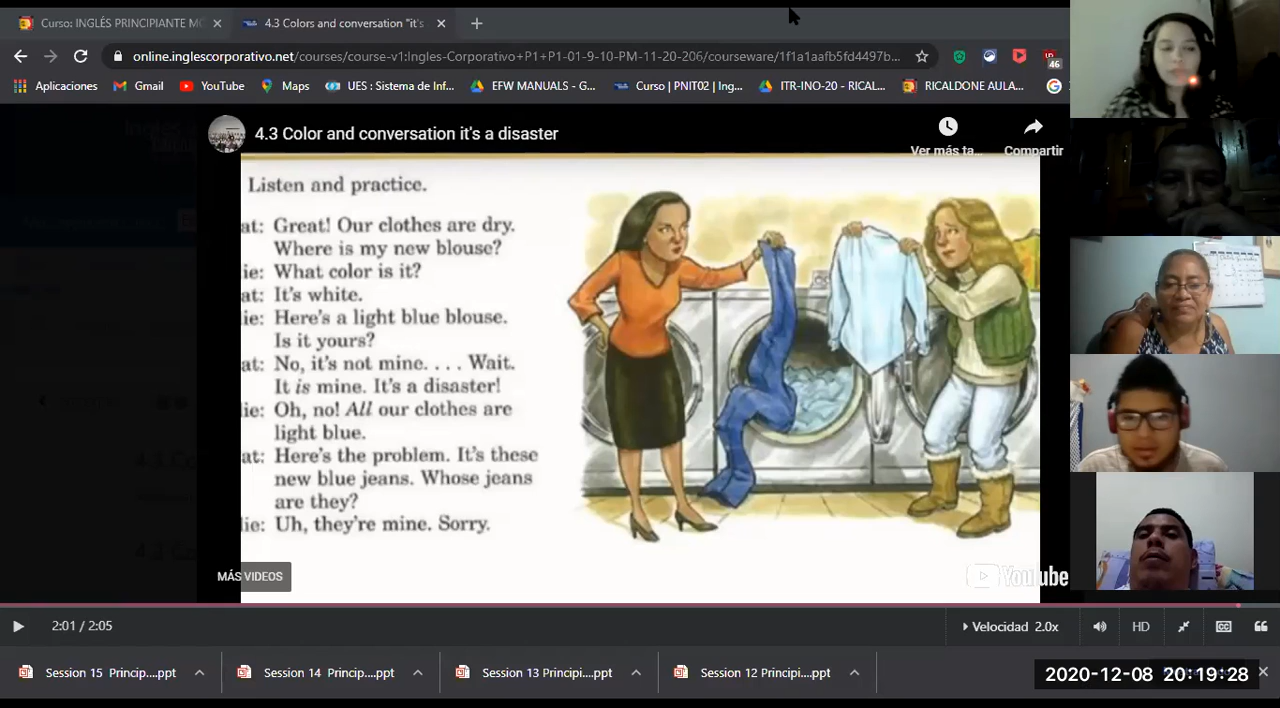 Curso: INGLÉS PRINCIPIANTE MÓ
4.3 Colors and conversation "it's
online.inglescorporativo.net/courses/course-v1:Ingles-Corporativo+P1+P1-01-9-10-PM-11-20-206/courseware/1f1a1aafb5fd4497b...
46
Aplicaciones
Gmail
YouTube
Maps
UES : Sistema de Inf...
EFW MANUALS - G...
Curso | PNIT02 | Ing...
ITR-INO-20 - RICAL...
RICALDONE AULA...
4.3 Color and conversation it's a disaster
Ver más ta...
Compartir
Listen and practice.
at: Great! Our clothes are dry.
Where is my new blouse?
ie: What color is it?
at: It's white.
ie: Here's a light blue blouse.
Is it yours?
at: No, it's not mine. . . . Wait.
It is mine. It's a disaster!
lie: Oh, no! All our clothes are
light blue.
at: Here's the problem. It's these
new blue jeans. Whose jeans
are they?
lie: Uh, they're mine. Sorry.
MÁS VIDEOS
YouTube
2:01 / 2:05
Velocidad 2.0x
HD
Session 15 Princip....ppt
Session 14 Princip....ppt
Session 13 Principi....ppt
Session 12 Principi....ppt
2020-12-08 20:19:28